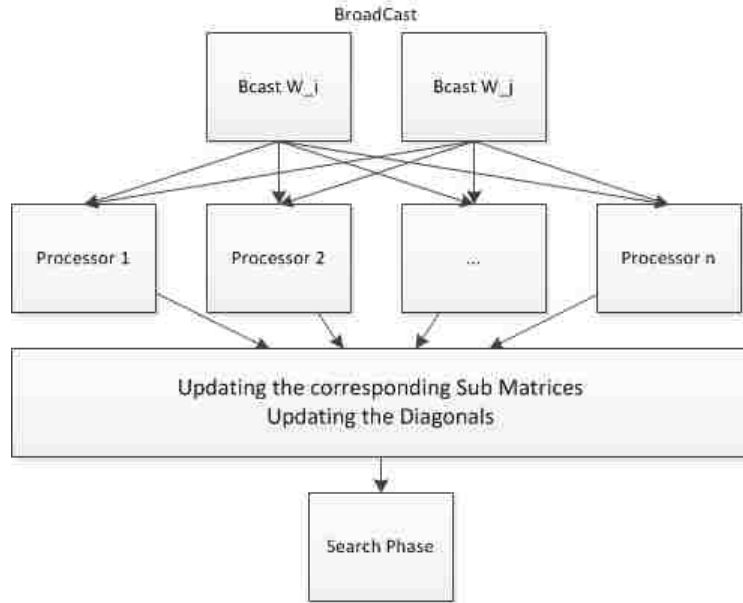 BroadCast
Bcast W_i
Bcast W_j
Processor 1
Processor 2
...
Processor n
Updating the corresponding Sub Matrices
Updating the Diagonals
Search Phase